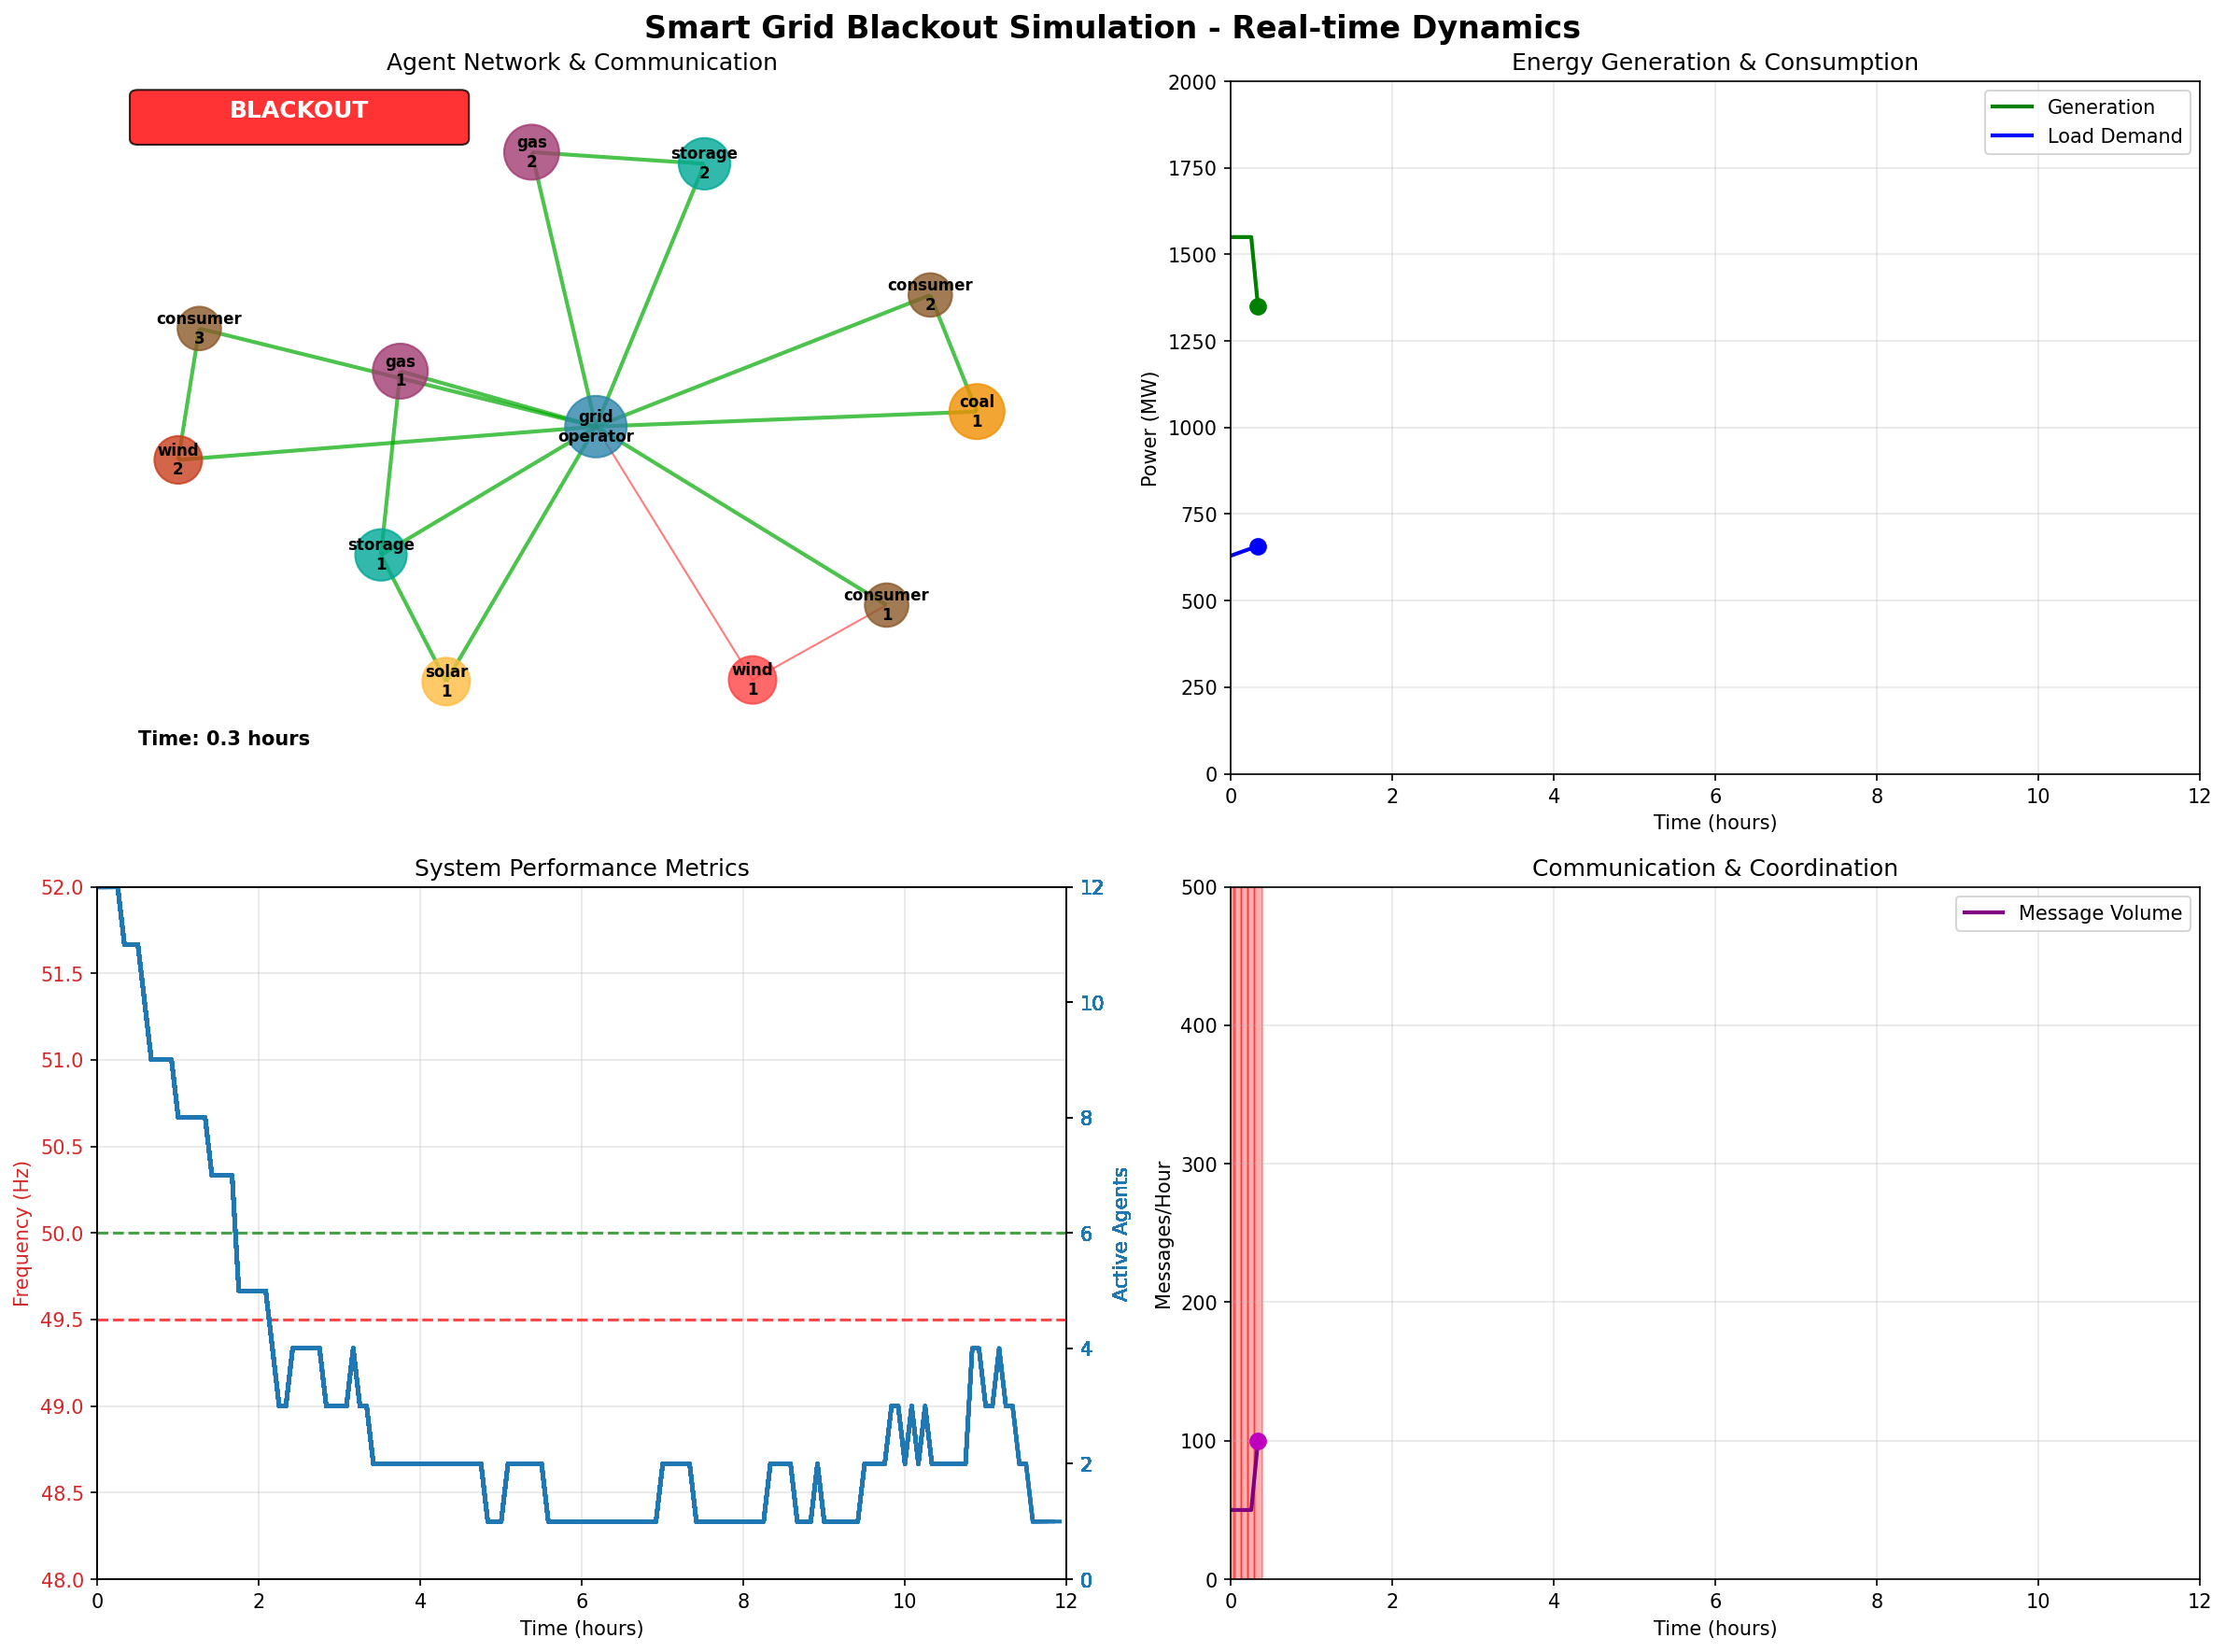 Smart Grid Blackout Simulation - Real-time Dynamics
Agent Network & Communication
BLACKOUT
gas
2
storage
2
consumer
2
consumer
3
gas
1
coal
1
grid
operator
wind
2
storage
1
consumer
1
solar
1
wind
1
Time: 0.3 hours
Energy Generation & Consumption
Generation
Load Demand
Power (MW)
2000
1750
1500
1250
1000
750
500
250
0
0 2 4 6 8 10 12
Time (hours)
System Performance Metrics
Frequency (Hz)
52.0
51.5
51.0
50.5
50.0
49.5
49.0
48.5
48.0
12
10
8
6
4
2
0
Active Agents
0 2 4 6 8 10 12
Time (hours)
Communication & Coordination
Message Volume
Messages/Hour
500
400
300
200
100
0
0 2 4 6 8 10 12
Time (hours)